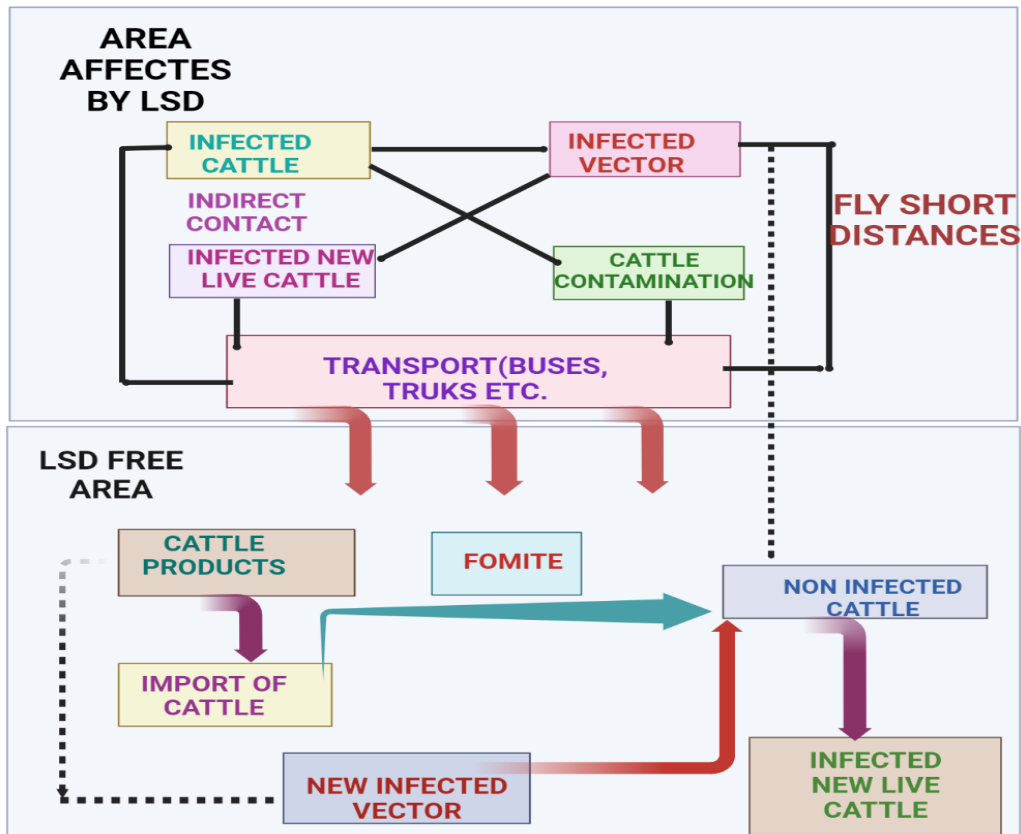 AREA
AFFECTES
BY LSD
INFECTED
CATTLE
INFECTED
VECTOR
INDIRECT
CONTACT
FLY SHORT
DISTANCES
INFECTED NEW
LIVE CATTLE
CATTLE
CONTAMINATION
TRANSPORT(BUSES,
TRUKS ETC.
LSD FREE
AREA
CATTLE
PRODUCTS
FOMITE
NON INFECTED
CATTLE
IMPORT OF
CATTLE
NEW INFECTED
VECTOR
INFECTED
NEW LIVE
CATTLE